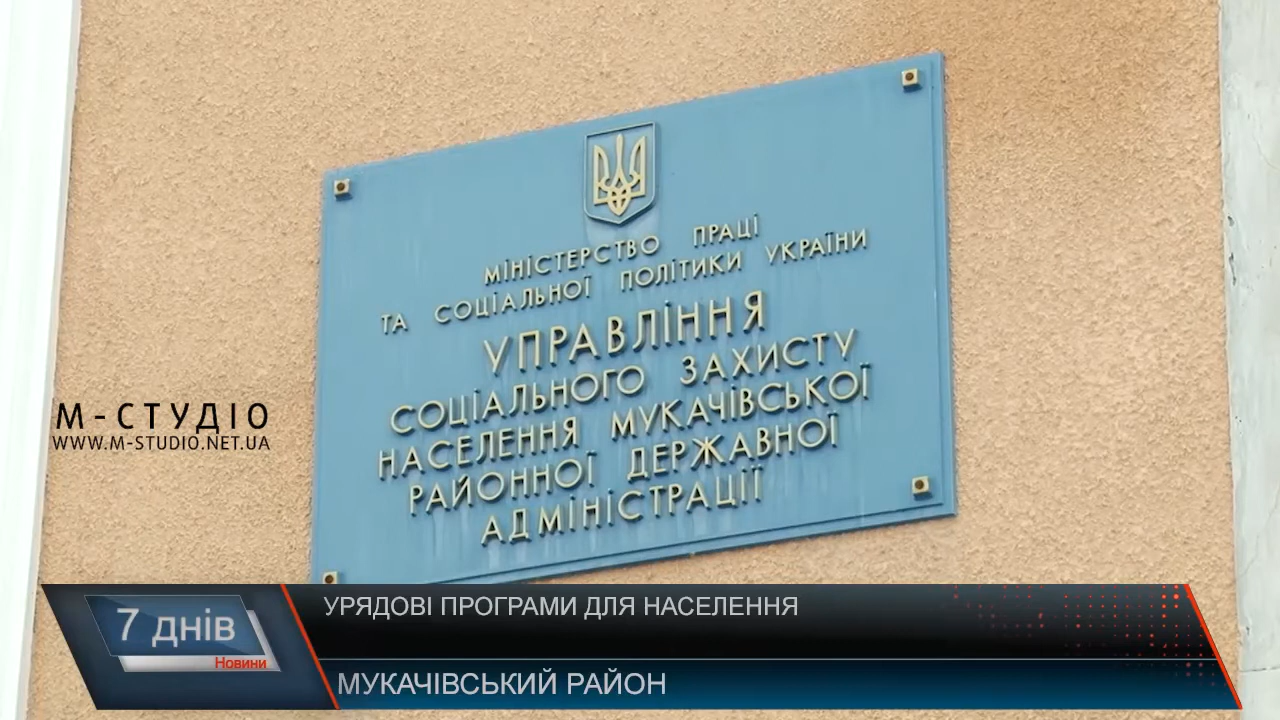 МІНІСТЕРСТВО ПРАЦІ
ТА СОЦІАЛЬНОЇ ПОЛІТИКИ УКРАЇНИ
УПРАВЛІННЯ
СОЦІАЛЬНОГО ЗАХИСТУ
НАСЕЛЕННЯ МУКАЧІВСЬКОЇ
РАЙОННОЇ ДЕРЖАВНОЇ
АДМІНІСТРАЦІЇ
М-СТУДІО
WWW.M-STUDIO.NET.UA
7 днів
Новини
УРЯДОВІ ПРОГРАМИ ДЛЯ НАСЕЛЕННЯ
МУКАЧІВСЬКИЙ РАЙОН